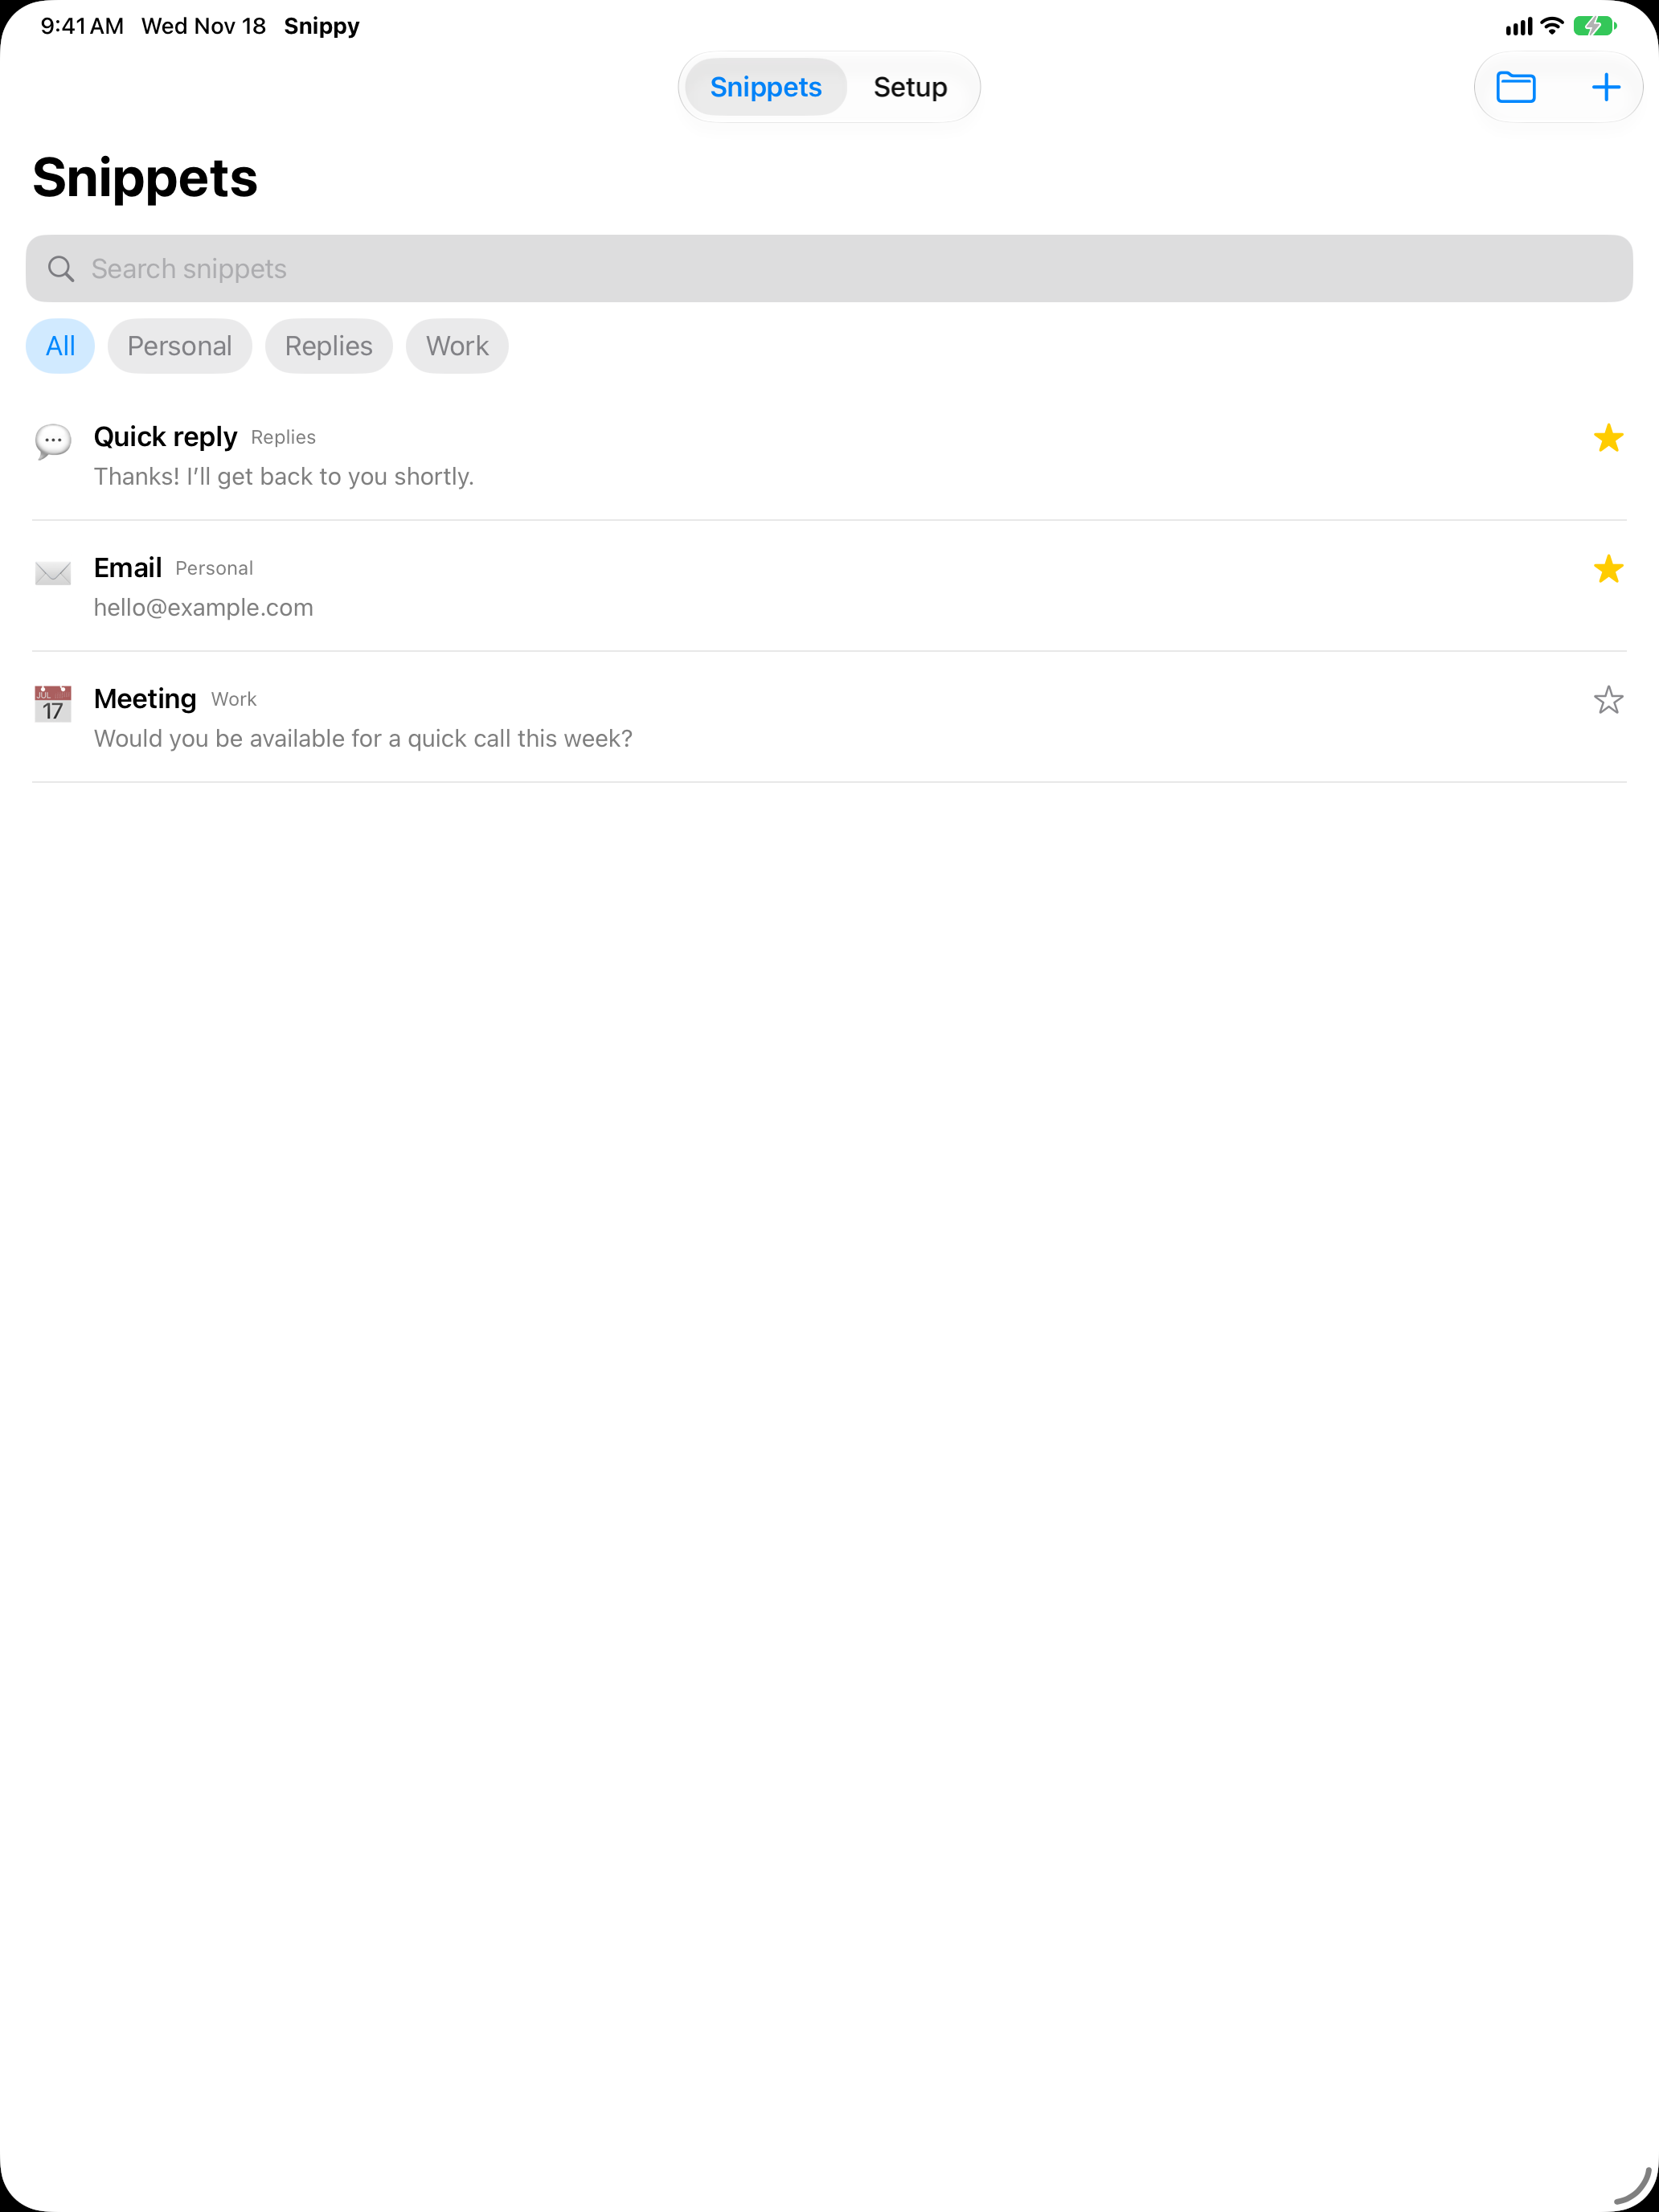 9:41 AM Wed Nov 18 Snippy
Snippets Setup
Snippets
Search snippets
All Personal Replies Work
Quick reply Replies
Thanks! I’ll get back to you shortly.
Email Personal
hello@example.com
JUL
17
Meeting Work
Would you be available for a quick call this week?